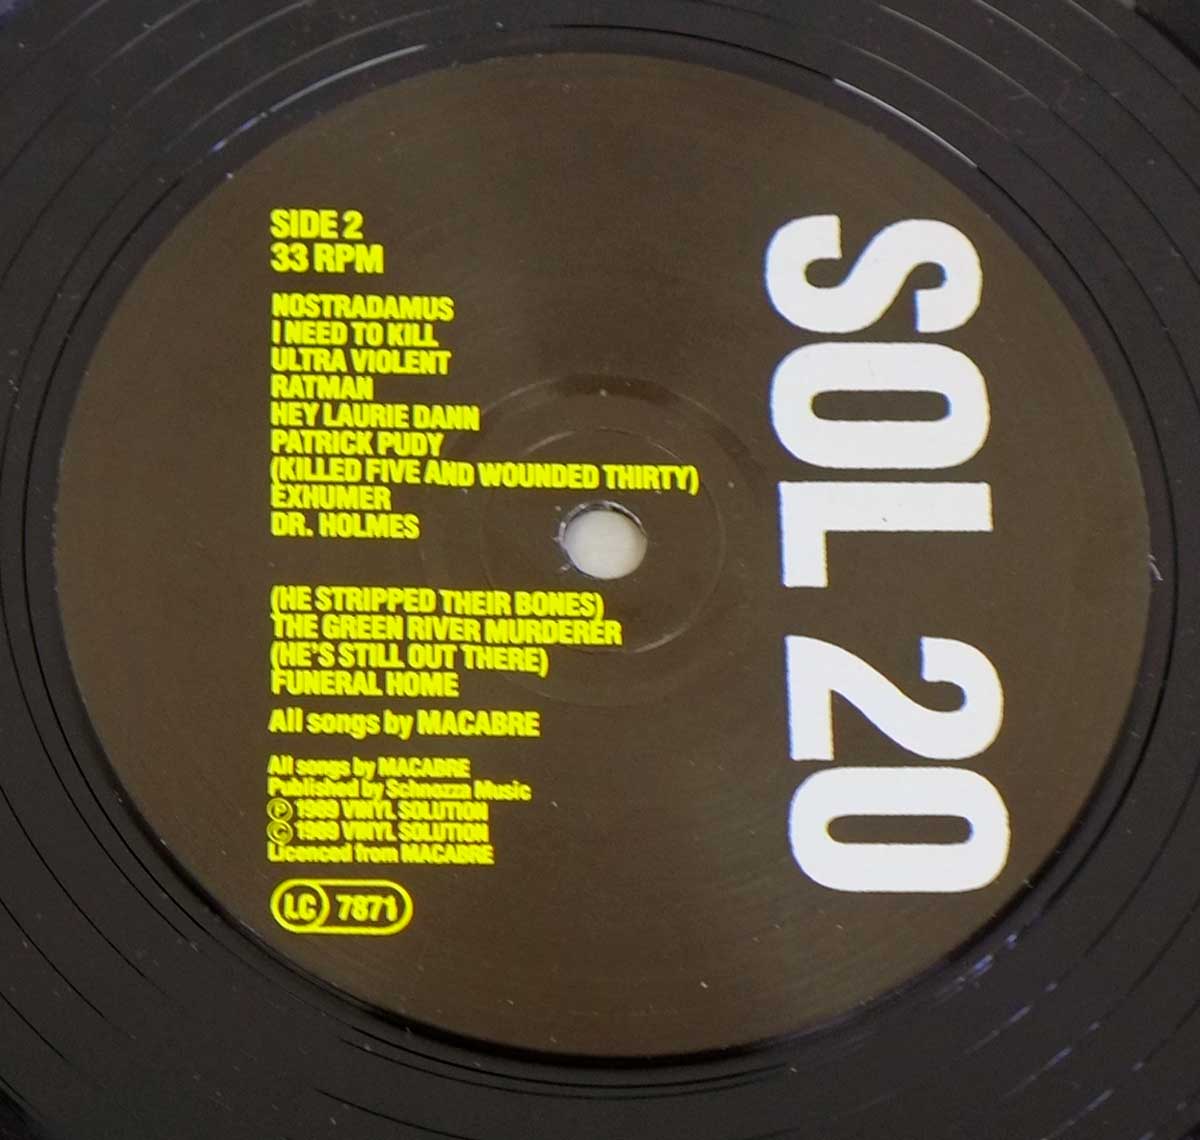 SIDE 2
33 RPM
NOSTRADAMUS
I NEED TO KILL
ULTRA VIOLENT
RATMAN
HEY LAURIE DANN
PATRICK PUDY
(KILLED FIVE AND WOUNDED THIRTY)
EXHUMER
DR. HOLMES
(HE STRIPPED THEIR BONES)
THE GREEN RIVER MURDERER
(HE'S STILL OUT THERE)
FUNERAL HOME
All songs by MACABRE
All songs by MACABRE
Published by Schnozza Music
Ⓟ 1989 VINYL SOLUTION
© 1989 VINYL SOLUTION
Licenced from MACABRE
LC 7871
SOL 20